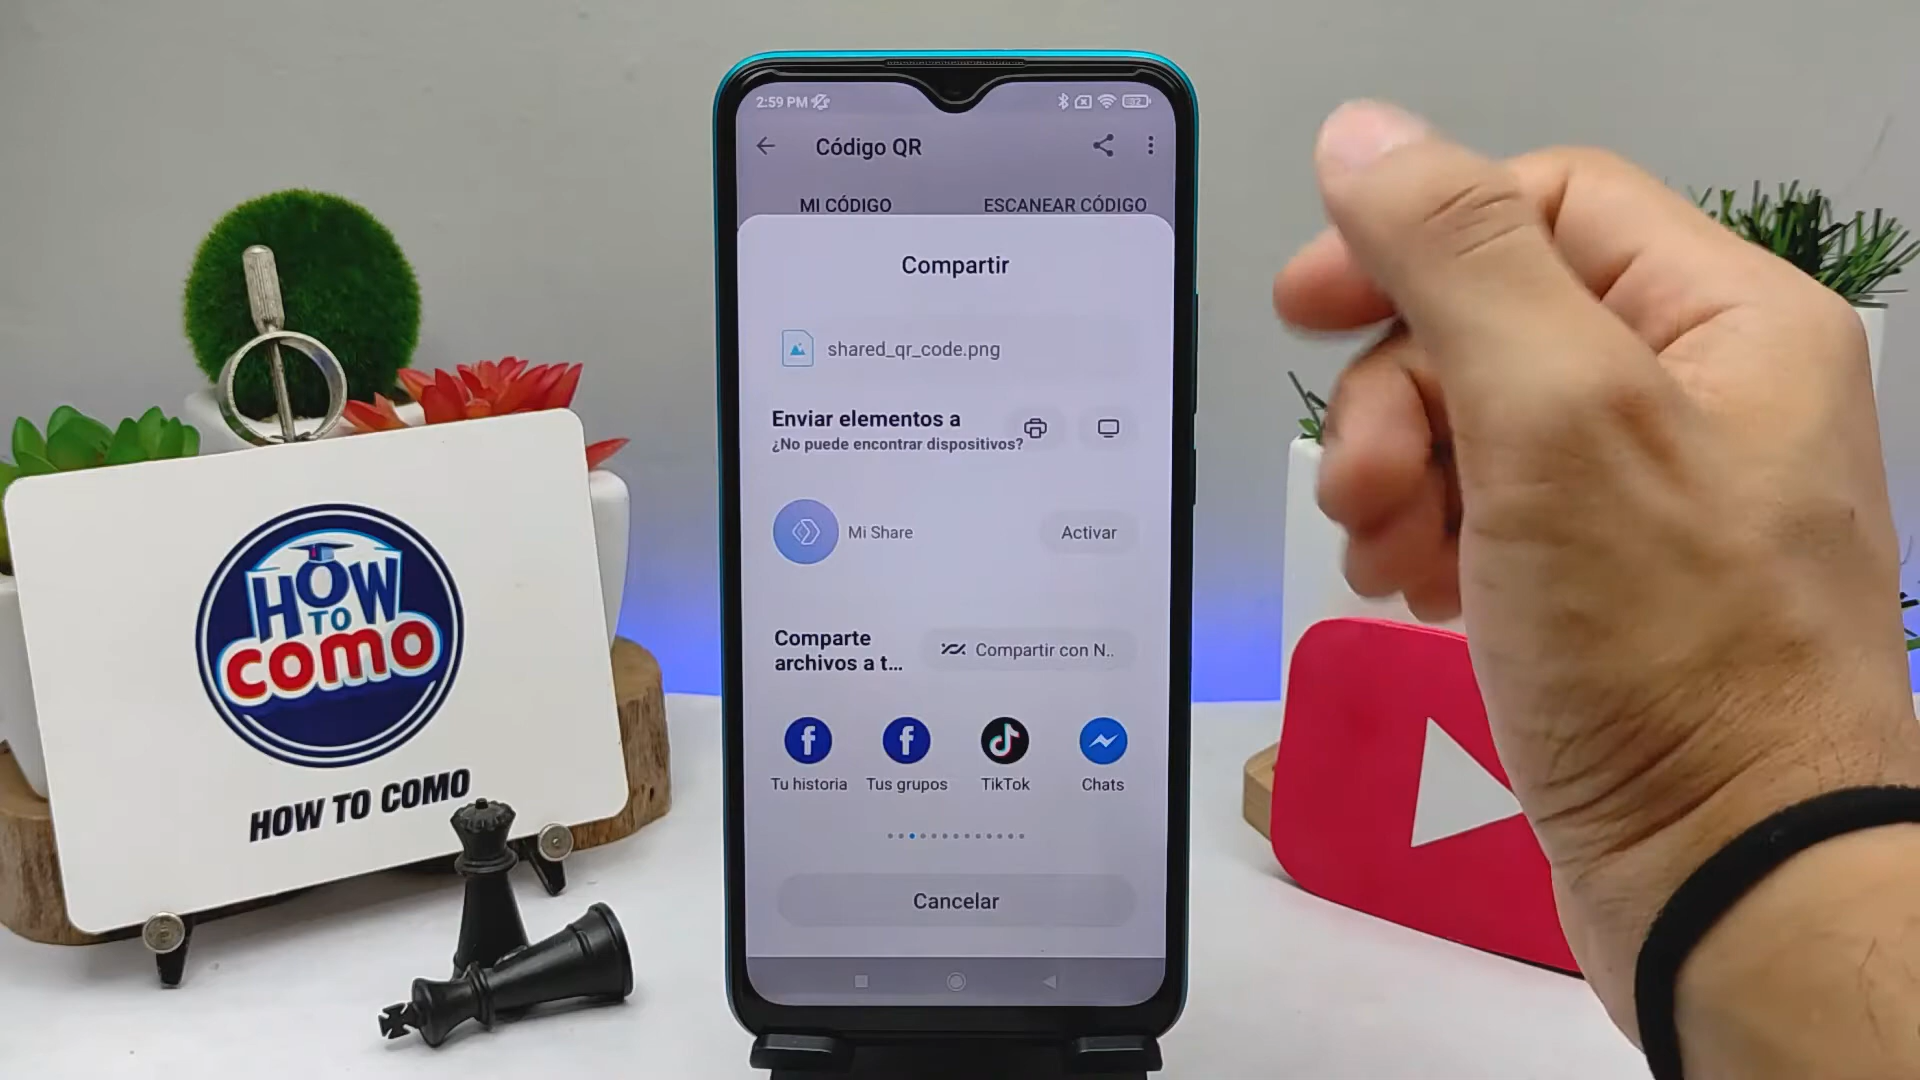 2:59 PM
32
Código QR
MI CÓDIGO
ESCANEAR CÓDIGO
Compartir
shared_qr_code.png
Enviar elementos a
¿No puede encontrar dispositivos?
Mi Share
Activar
Comparte
archivos a t...
Compartir con N..
Tu historia
Tus grupos
TikTok
Chats
Cancelar
HOW
TO
COMO
HOW TO COMO